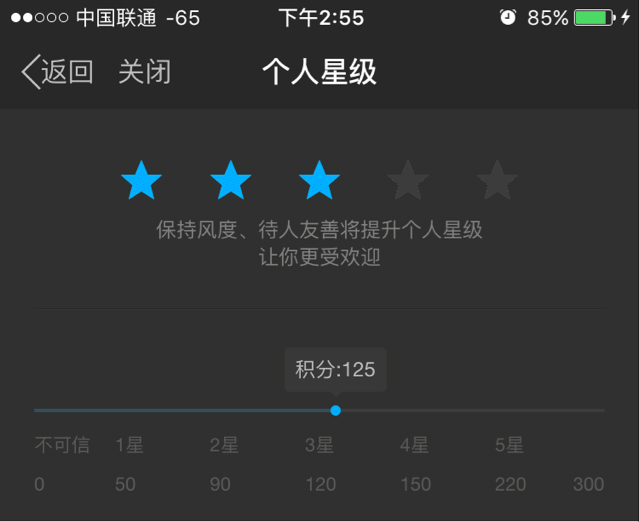 中国联通 -65 下午2:55 85%
返回 关闭 个人星级
保持风度、待人友善将提升个人星级
让你更受欢迎
积分:125
不可信 1星 2星 3星 4星 5星
0 50 90 120 150 220 300